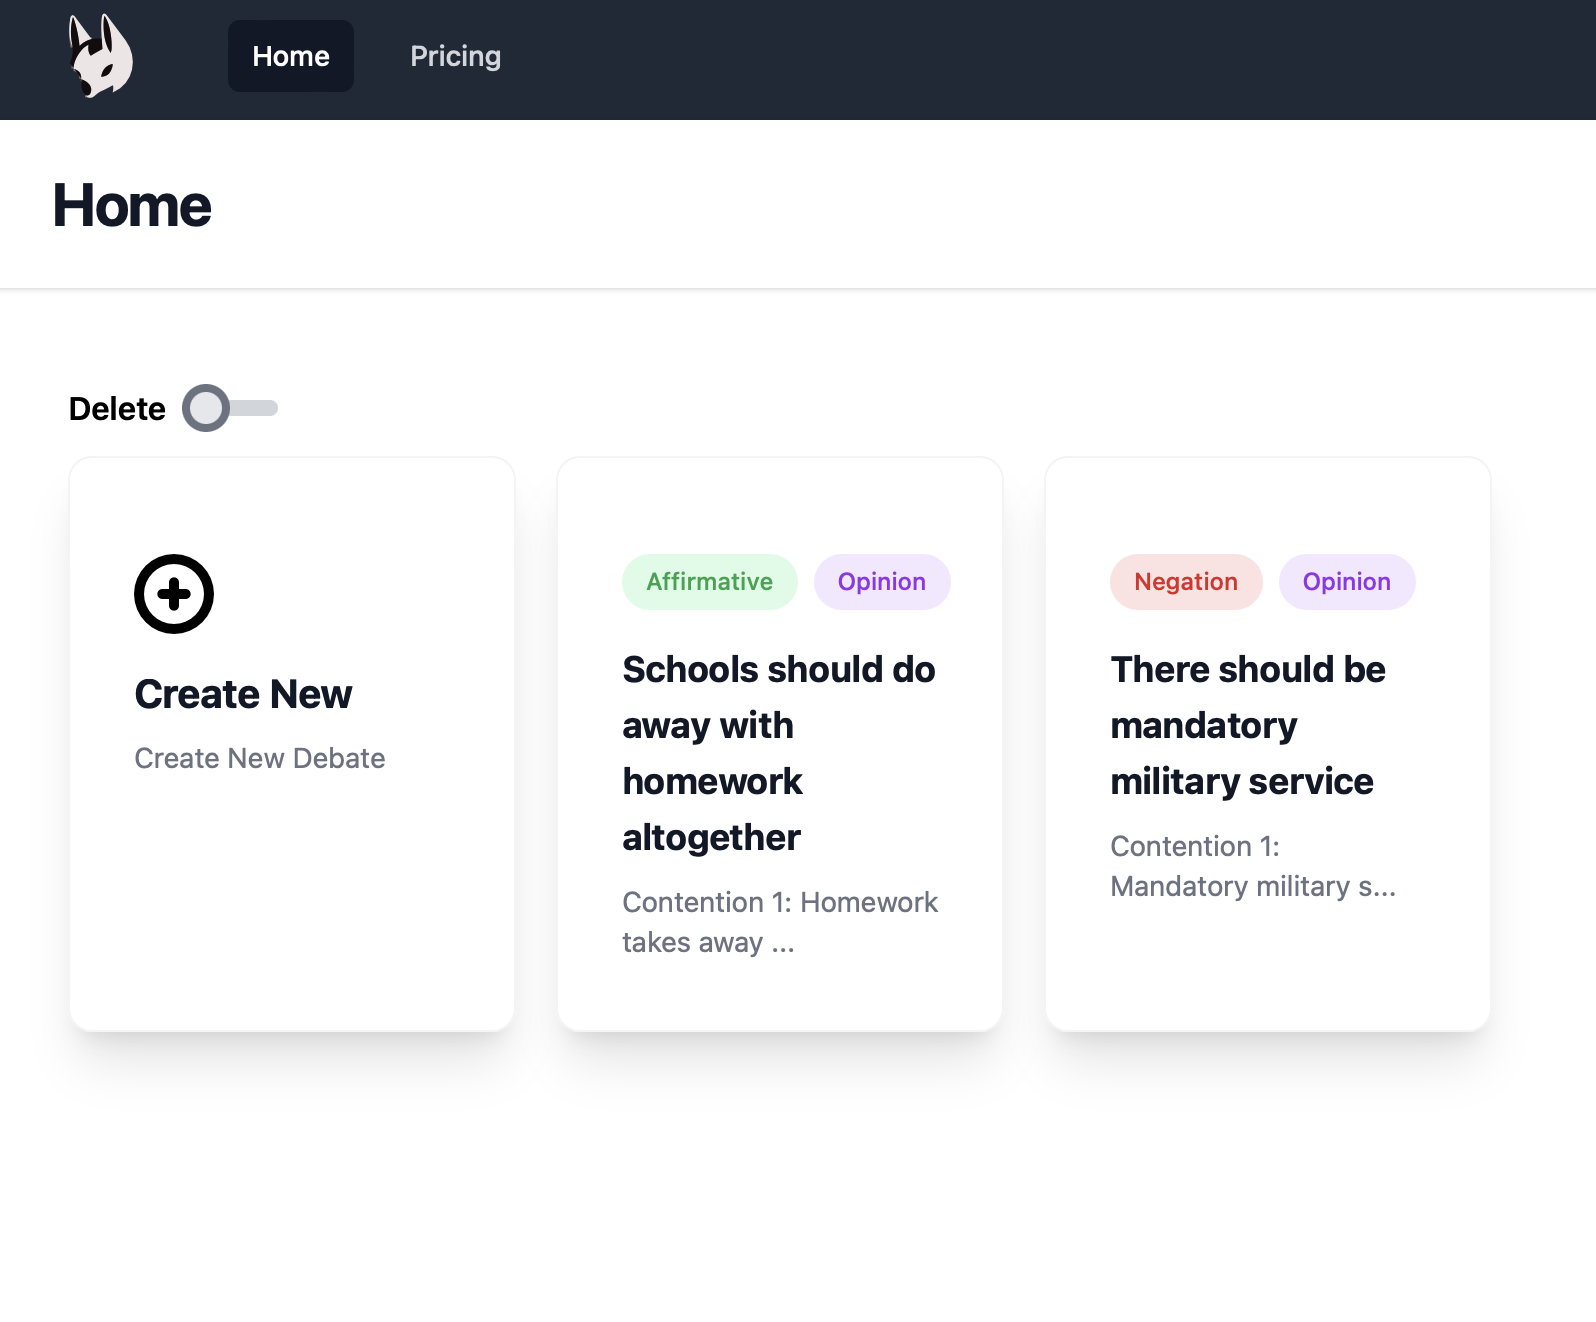 Home
Pricing
Home
Delete
Create New
Create New Debate
Affirmative
Opinion
Schools should do
away with
homework
altogether
Contention 1: Homework
takes away ...
Negation
Opinion
There should be
mandatory
military service
Contention 1:
Mandatory military s...